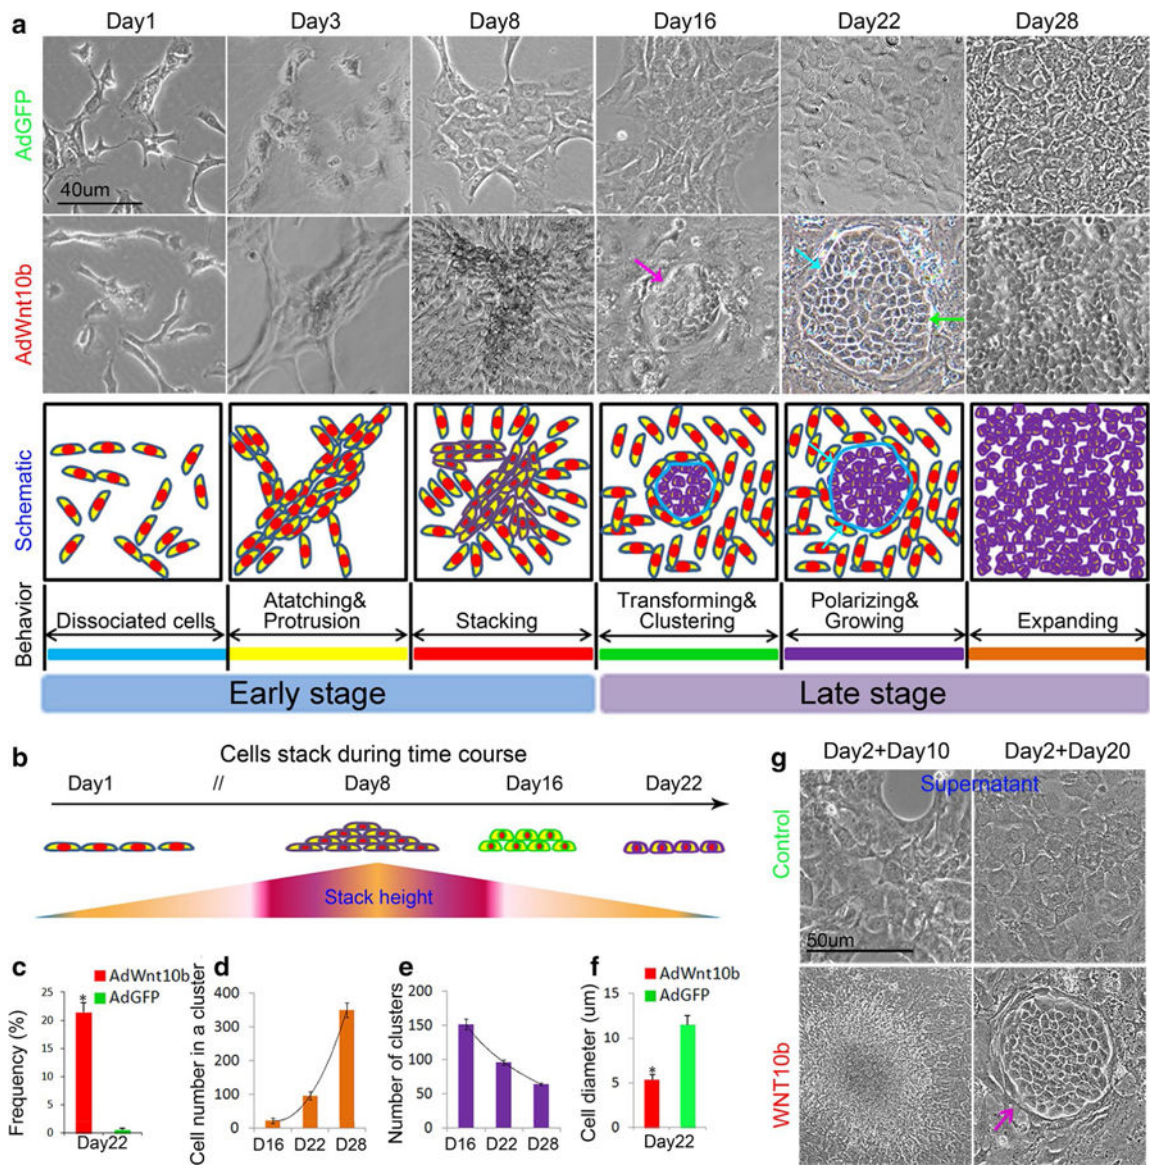 a
Day1 Day3 Day8 Day16 Day22 Day28
AdGFP
40um
AdWnt10b
Schematic
Behavior
Dissociated cells
Atatching&
Protrusion
Stacking
Transforming&
Clustering
Polarizing&
Growing
Expanding
Early stage
Late stage
b
Cells stack during time course
Day1 // Day8 Day16 Day22
Stack height
c
AdWnt10b
AdGFP
Frequency (%)
25
20
15
10
5
0
*
Day22
d
Cell number in a cluster
400
300
200
100
0
D16 D22 D28
e
Number of clusters
200
150
100
50
0
D16 D22 D28
f
AdWnt10b
AdGFP
Cell diameter (um)
15
10
5
0
*
Day22
g
Day2+Day10 Day2+Day20
Supernatant
Control
50um
WNT10b